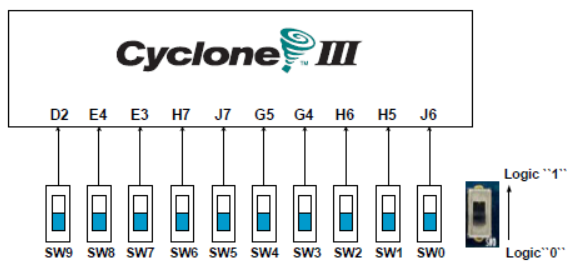 Cyclone™ III
D2 E4 E3 H7 J7 G5 G4 H6 H5 J6
Logic ``1``
SW9 SW8 SW7 SW6 SW5 SW4 SW3 SW2 SW1 SW0
Logic``0``